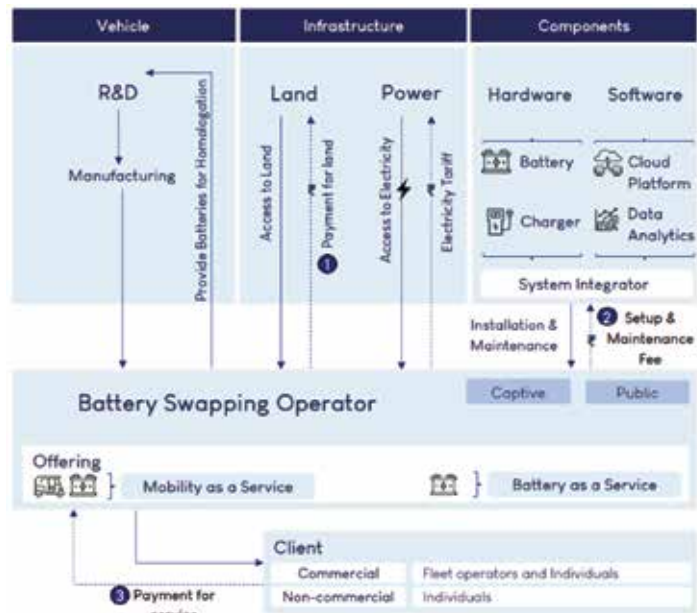 Vehicle
Infrastructure
Components
R&D
Manufacturing
Provide Batteries for Homologation
Land
Power
Access to Land
₹
Payment for land
1
Access to Electricity
₹
Electricity Tariff
Hardware
Software
Battery
Cloud
Platform
Charger
Data
Analytics
System Integrator
Installation &
Maintenance
2 Setup &
₹ Maintenance
Fee
Battery Swapping Operator
Captive
Public
Offering
Mobility as a Service
Battery as a Service
Client
Commercial
Fleet operators and Individuals
Non-commercial
Individuals
3 Payment for